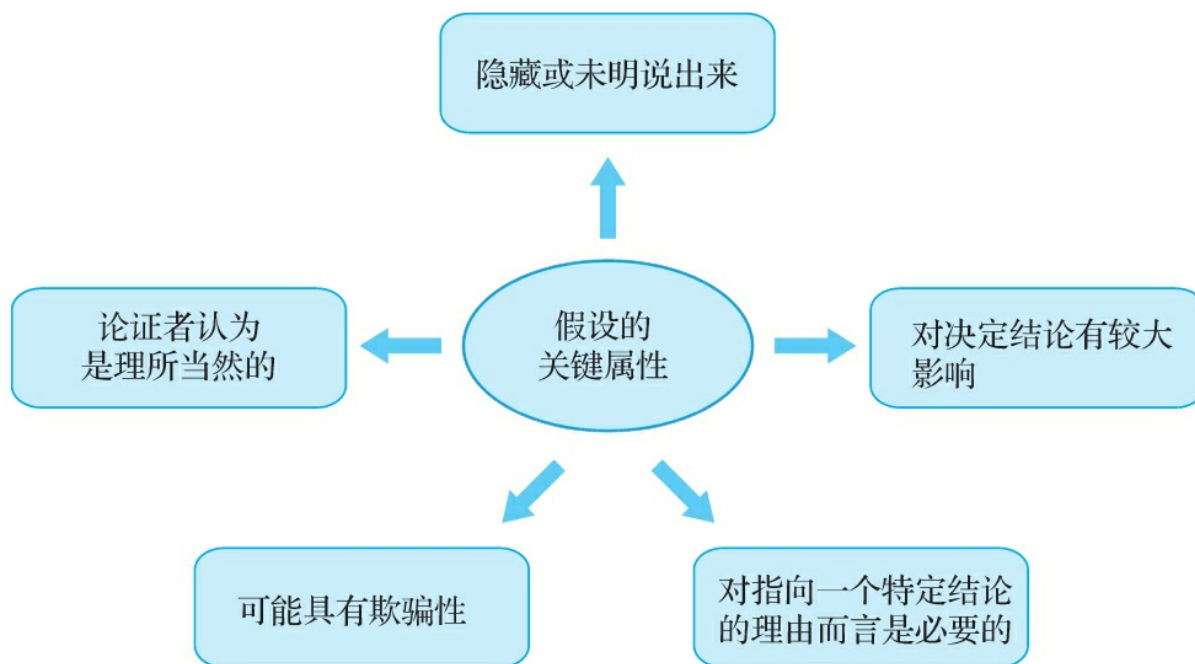 隐藏或未明说出来
论证者认为
是理所当然的
假设的
关键属性
对决定结论有较大
影响
可能具有欺骗性
对指向一个特定结论
的理由而言是必要的